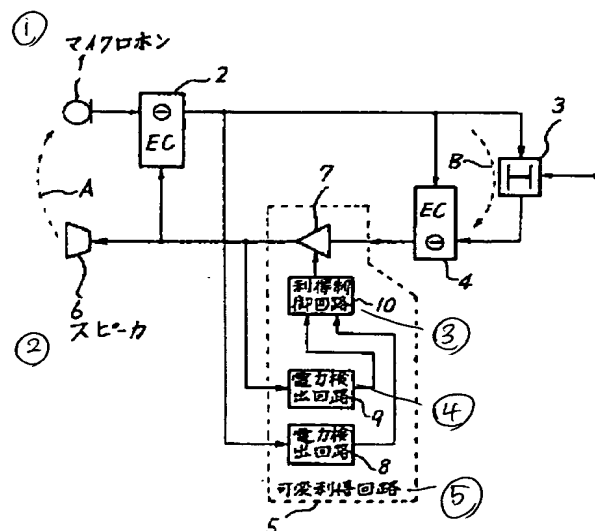 ①
マイクロホン
1
2
⊖
EC
3
B
H
A
7
EC
⊖
4
6
スピーカ
②
利得制
御回路
10
③
電力検
出回路
9
④
電力検
出回路
8
可変利得回路
⑤
5